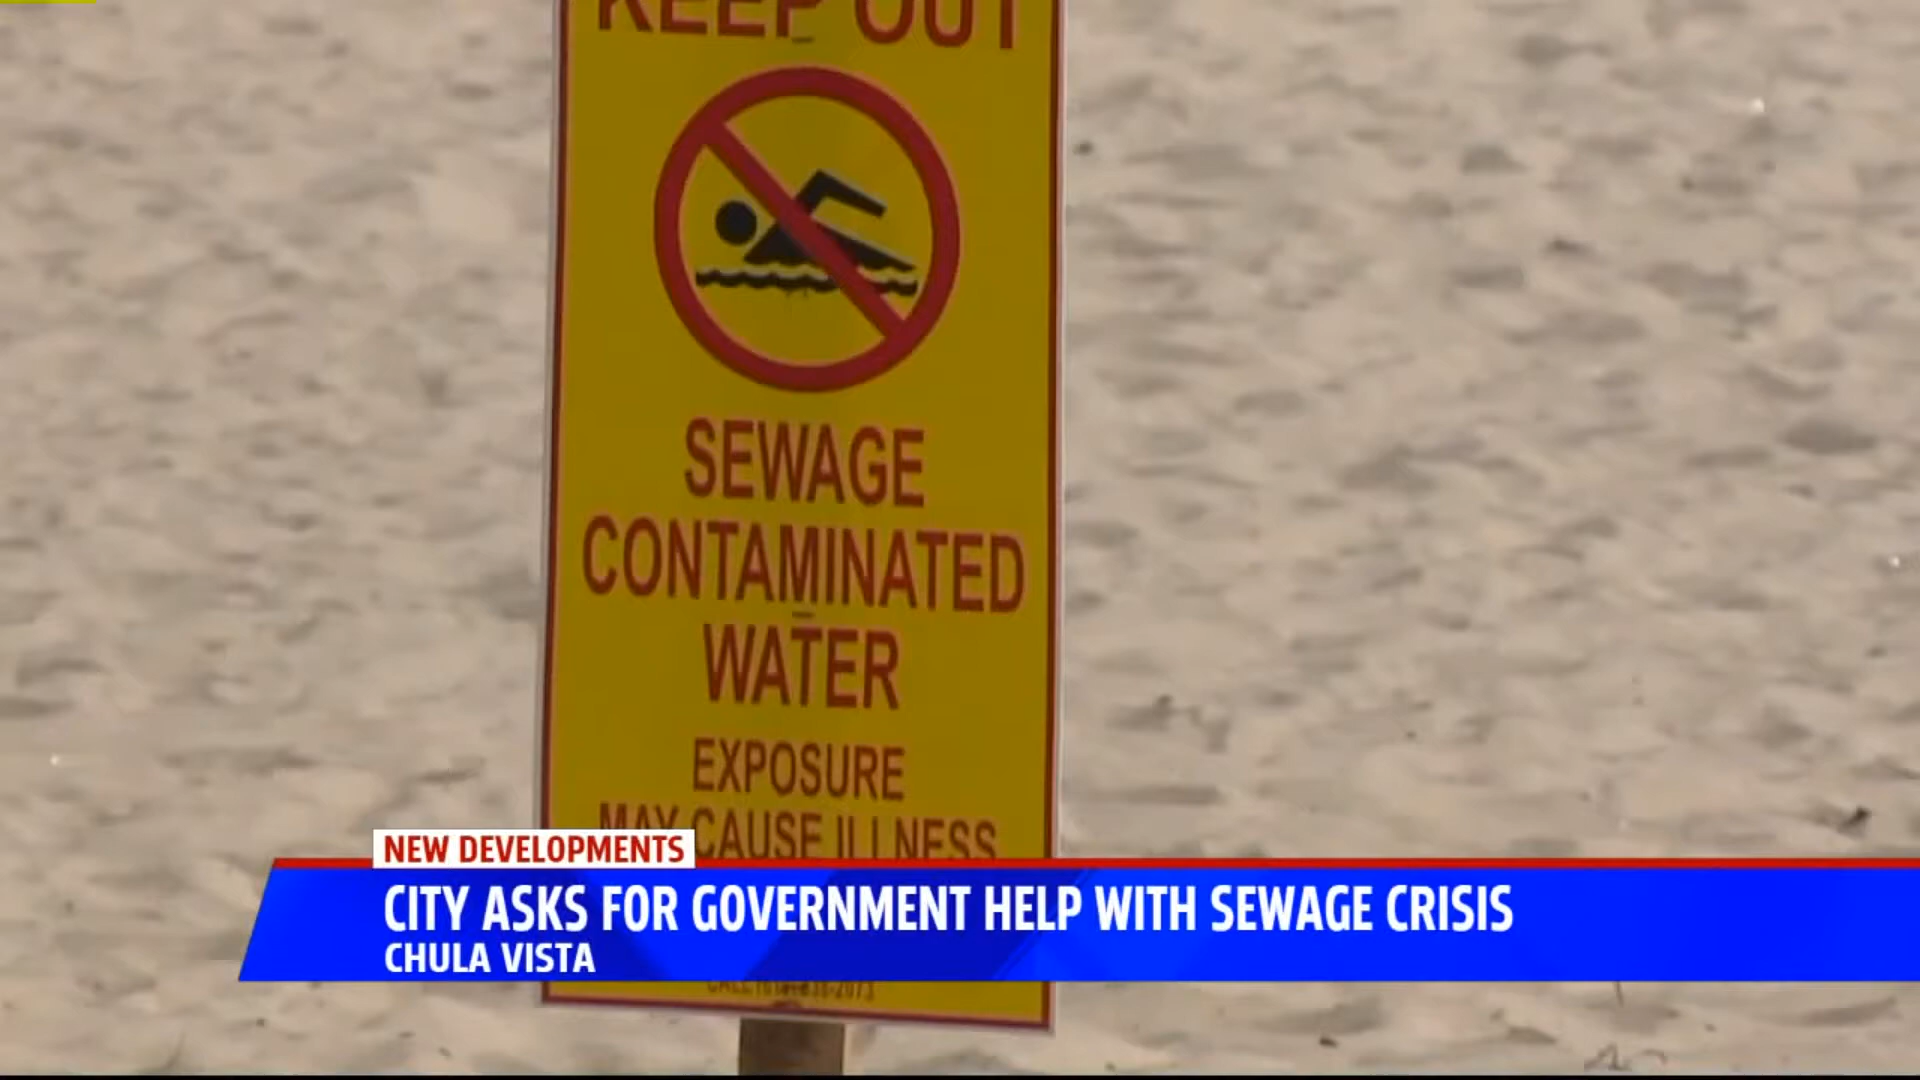 KEEP OUT
SEWAGE
CONTAMINATED
WATER
EXPOSURE
MAY CAUSE ILLNESS
NEW DEVELOPMENTS
CITY ASKS FOR GOVERNMENT HELP WITH SEWAGE CRISIS
CHULA VISTA
CALL